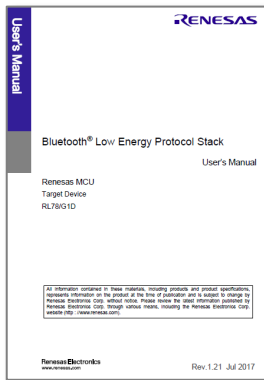 RENESAS
User's Manual
Bluetooth® Low Energy Protocol Stack
User's Manual
Renesas MCU
Target Device
RL78/G1D
All information contained in these materials, including products and product specifications,
represents information on the product at the time of publication and is subject to change by
Renesas Electronics Corp. without notice. Please review the latest information published by
Renesas Electronics Corp. through various means, including the Renesas Electronics Corp.
website (http://www.renesas.com).
Renesas Electronics
www.renesas.com
Rev.1.21 Jul 2017